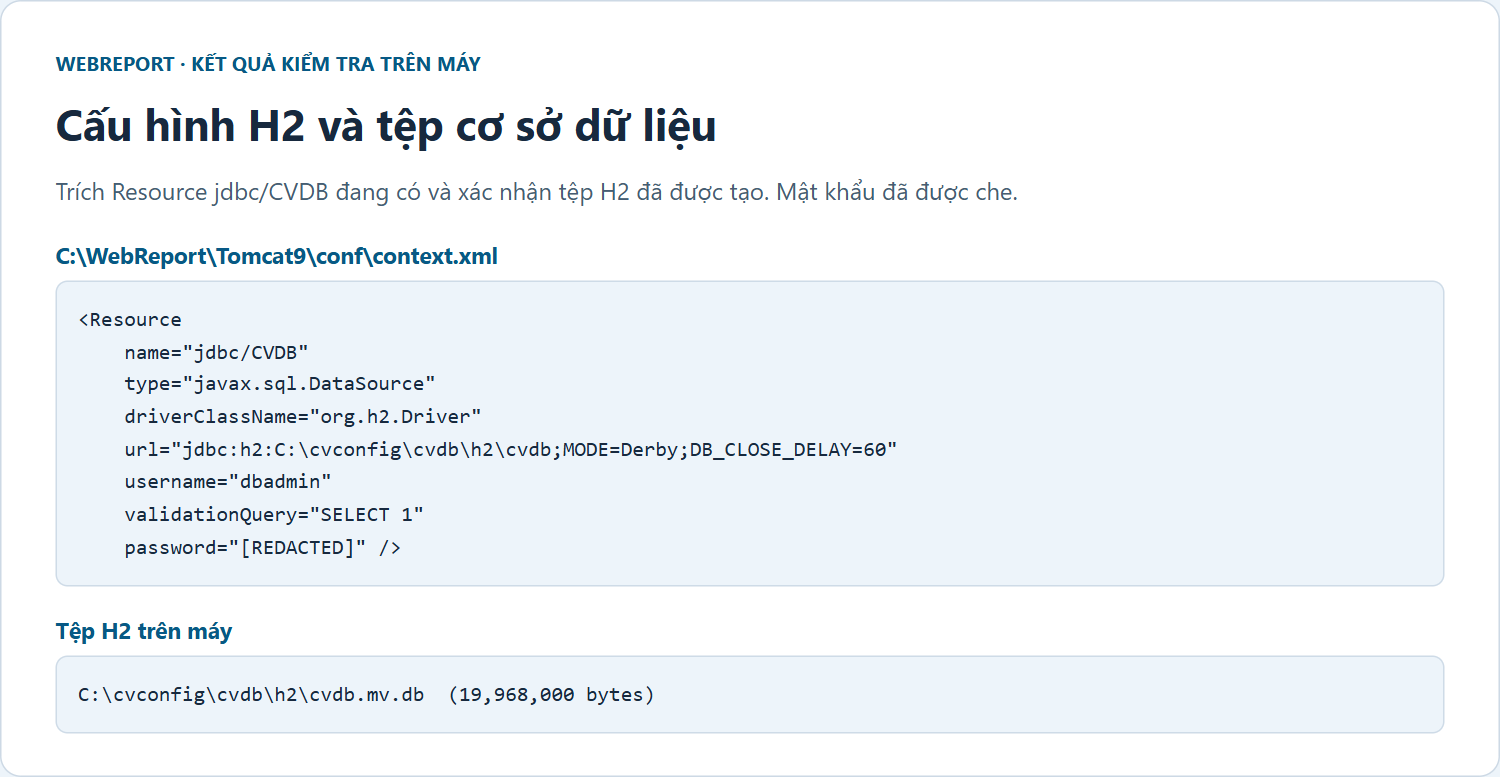 WEBREPORT · KẾT QUẢ KIỂM TRA TRÊN MÁY
Cấu hình H2 và tệp cơ sở dữ liệu
Trích Resource jdbc/CVDB đang có và xác nhận tệp H2 đã được tạo. Mật khẩu đã được che.
C:\WebReport\Tomcat9\conf\context.xml
<Resource
    name="jdbc/CVDB"
    type="javax.sql.DataSource"
    driverClassName="org.h2.Driver"
    url="jdbc:h2:C:\cvconfig\cvdb\h2\cvdb;MODE=Derby;DB_CLOSE_DELAY=60"
    username="dbadmin"
    validationQuery="SELECT 1"
    password="[REDACTED]" />
Tệp H2 trên máy
C:\cvconfig\cvdb\h2\cvdb.mv.db  (19,968,000 bytes)